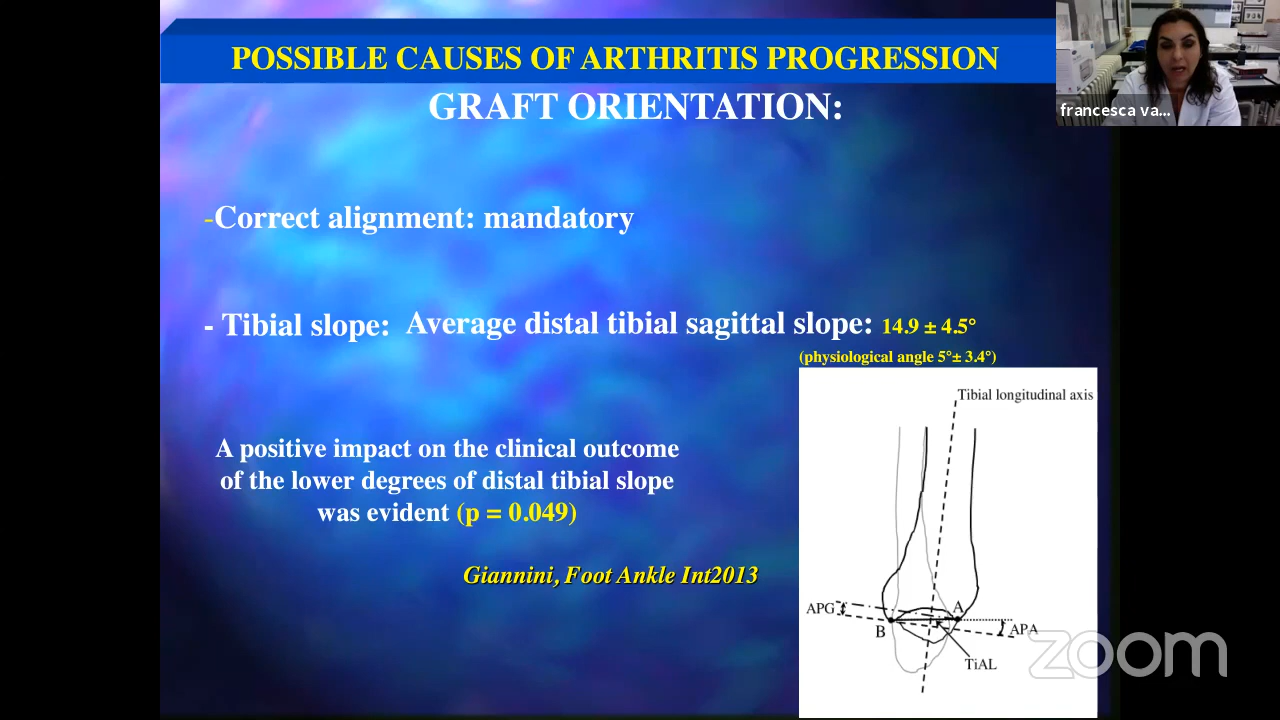 POSSIBLE CAUSES OF ARTHRITIS PROGRESSION
francesca va...
GRAFT ORIENTATION:
-Correct alignment: mandatory
- Tibial slope: Average distal tibial sagittal slope: 14.9 ± 4.5°
(physiological angle 5°± 3.4°)
Tibial longitudinal axis
A positive impact on the clinical outcome
of the lower degrees of distal tibial slope
was evident (p = 0.049)
Giannini, Foot Ankle Int2013
APG
A
B
APA
TiAL
zoom